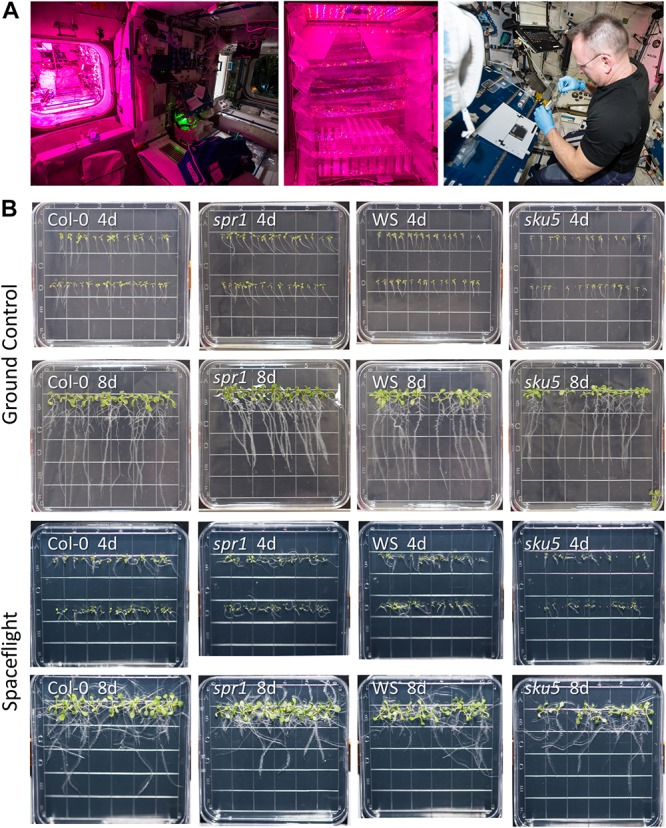 A
B
Ground Control
Col-0 4d
spr1 4d
WS 4d
sku5 4d
Col-0 8d
spr1 8d
WS 8d
sku5 8d
Spaceflight
Col-0 4d
spr1 4d
WS 4d
sku5 4d
Col-0 8d
spr1 8d
WS 8d
sku5 8d